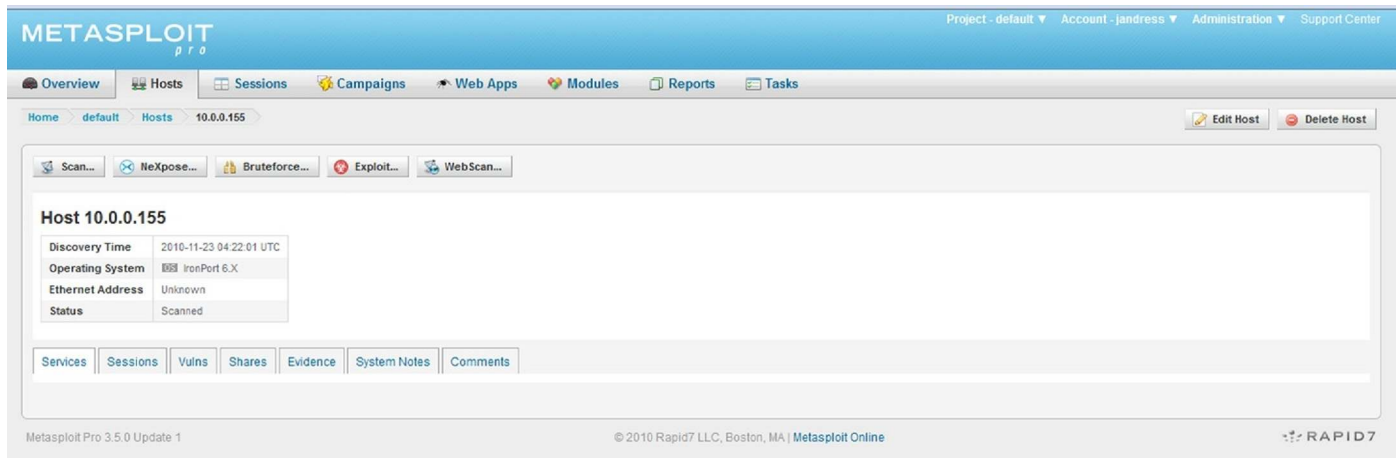 METASPLOIT
pro
Project - default ▼ Account - jandress ▼ Administration ▼ Support Center
Overview Hosts Sessions Campaigns Web Apps Modules Reports Tasks
Home default Hosts 10.0.0.155
Edit Host Delete Host
Scan... NeXpose... Bruteforce... Exploit... WebScan...
Host 10.0.0.155
Discovery Time 2010-11-23 04:22:01 UTC
Operating System OS IronPort 6.X
Ethernet Address Unknown
Status Scanned
Services Sessions Vulns Shares Evidence System Notes Comments
Metasploit Pro 3.5.0 Update 1 © 2010 Rapid7 LLC, Boston, MA | Metasploit Online RAPID7